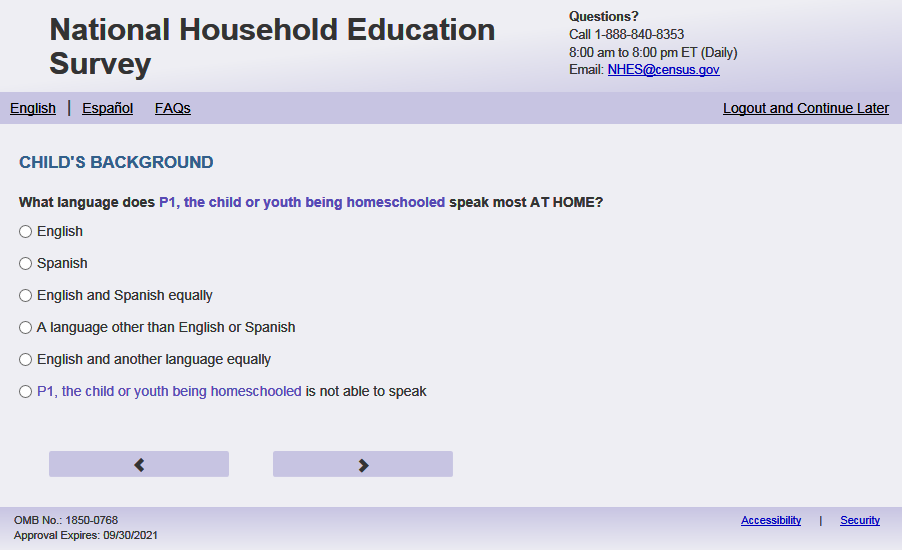 National Household Education
Survey
Questions?
Call 1-888-840-8353
8:00 am to 8:00 pm ET (Daily)
Email: NHES@census.gov
English | Español FAQs
Logout and Continue Later
CHILD'S BACKGROUND
What language does P1, the child or youth being homeschooled speak most AT HOME?
English
Spanish
English and Spanish equally
A language other than English or Spanish
English and another language equally
P1, the child or youth being homeschooled is not able to speak
OMB No.: 1850-0768
Approval Expires: 09/30/2021
Accessibility | Security